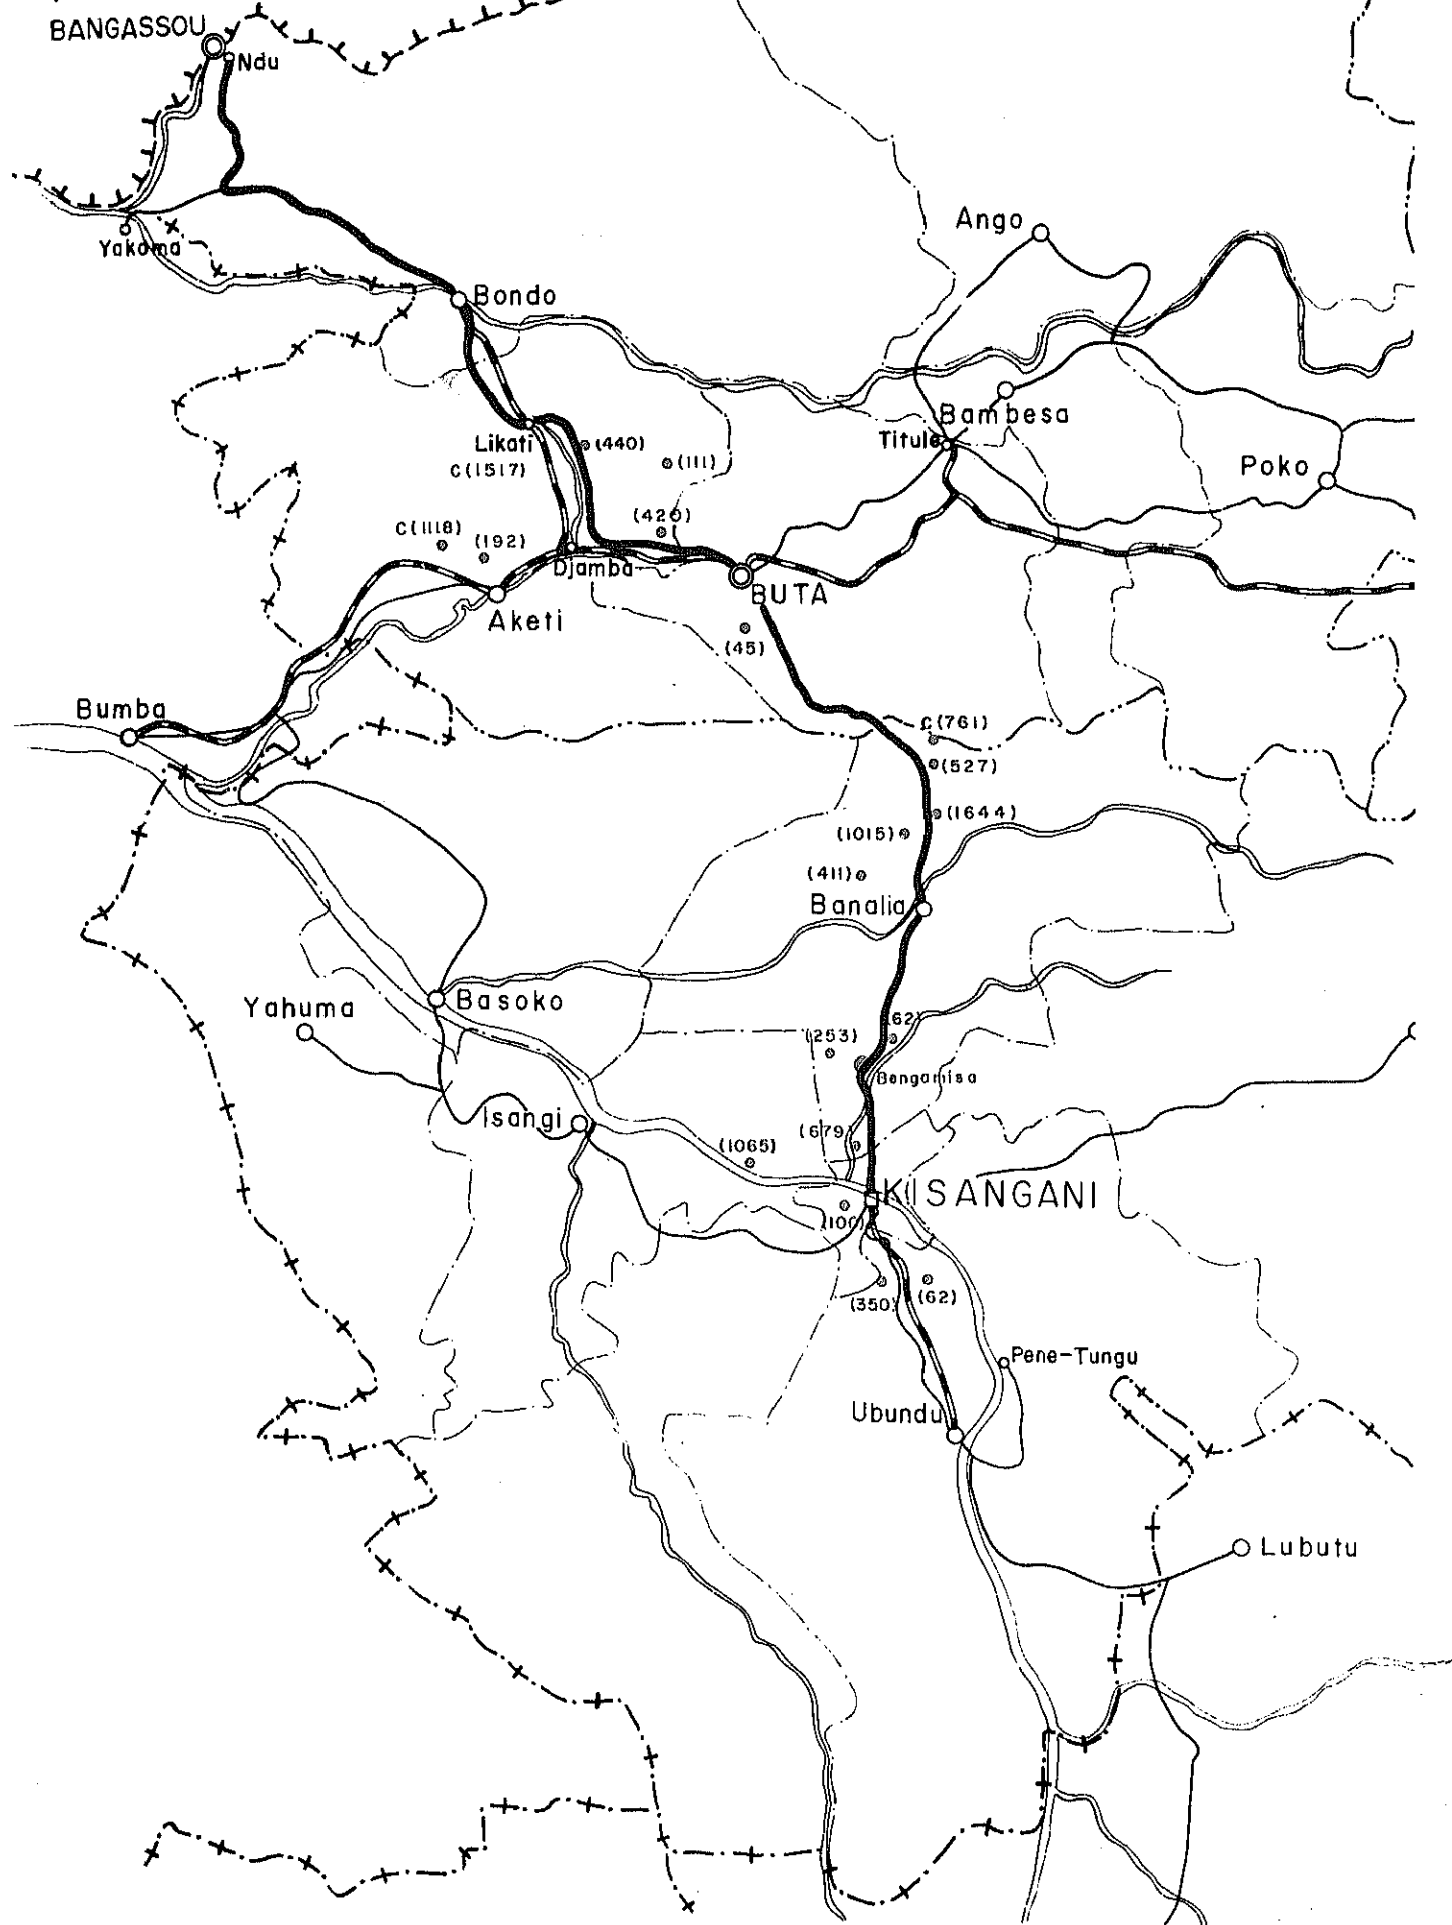 BANGASSOU
Ndu
Yakoma
Ango
Bondo
Bambesa
Titule
Likati
(440)
(111)
C(1517)
Poko
(420)
C(1118)
(192)
Djamba
BUTA
Aketi
(45)
Bumba
C(761)
(527)
(1644)
(1015)
(411)
Banalia
Basoko
Yahuma
(62)
(253)
Bengamisa
Isangi
(679)
(1065)
KISANGANI
(100)
(350)
(62)
Pene-Tungu
Ubundu
Lubutu